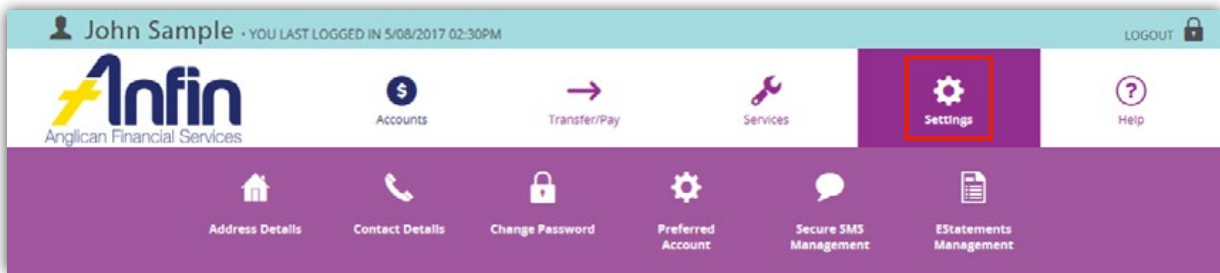 John Sample • YOU LAST LOGGED IN 5/08/2017 02:30PM
LOGOUT
Anfin
Anglican Financial Services
$
Accounts
Transfer/Pay
Services
Settings
?
Help
Address Details
Contact Details
Change Password
Preferred
Account
Secure SMS
Management
EStatements
Management